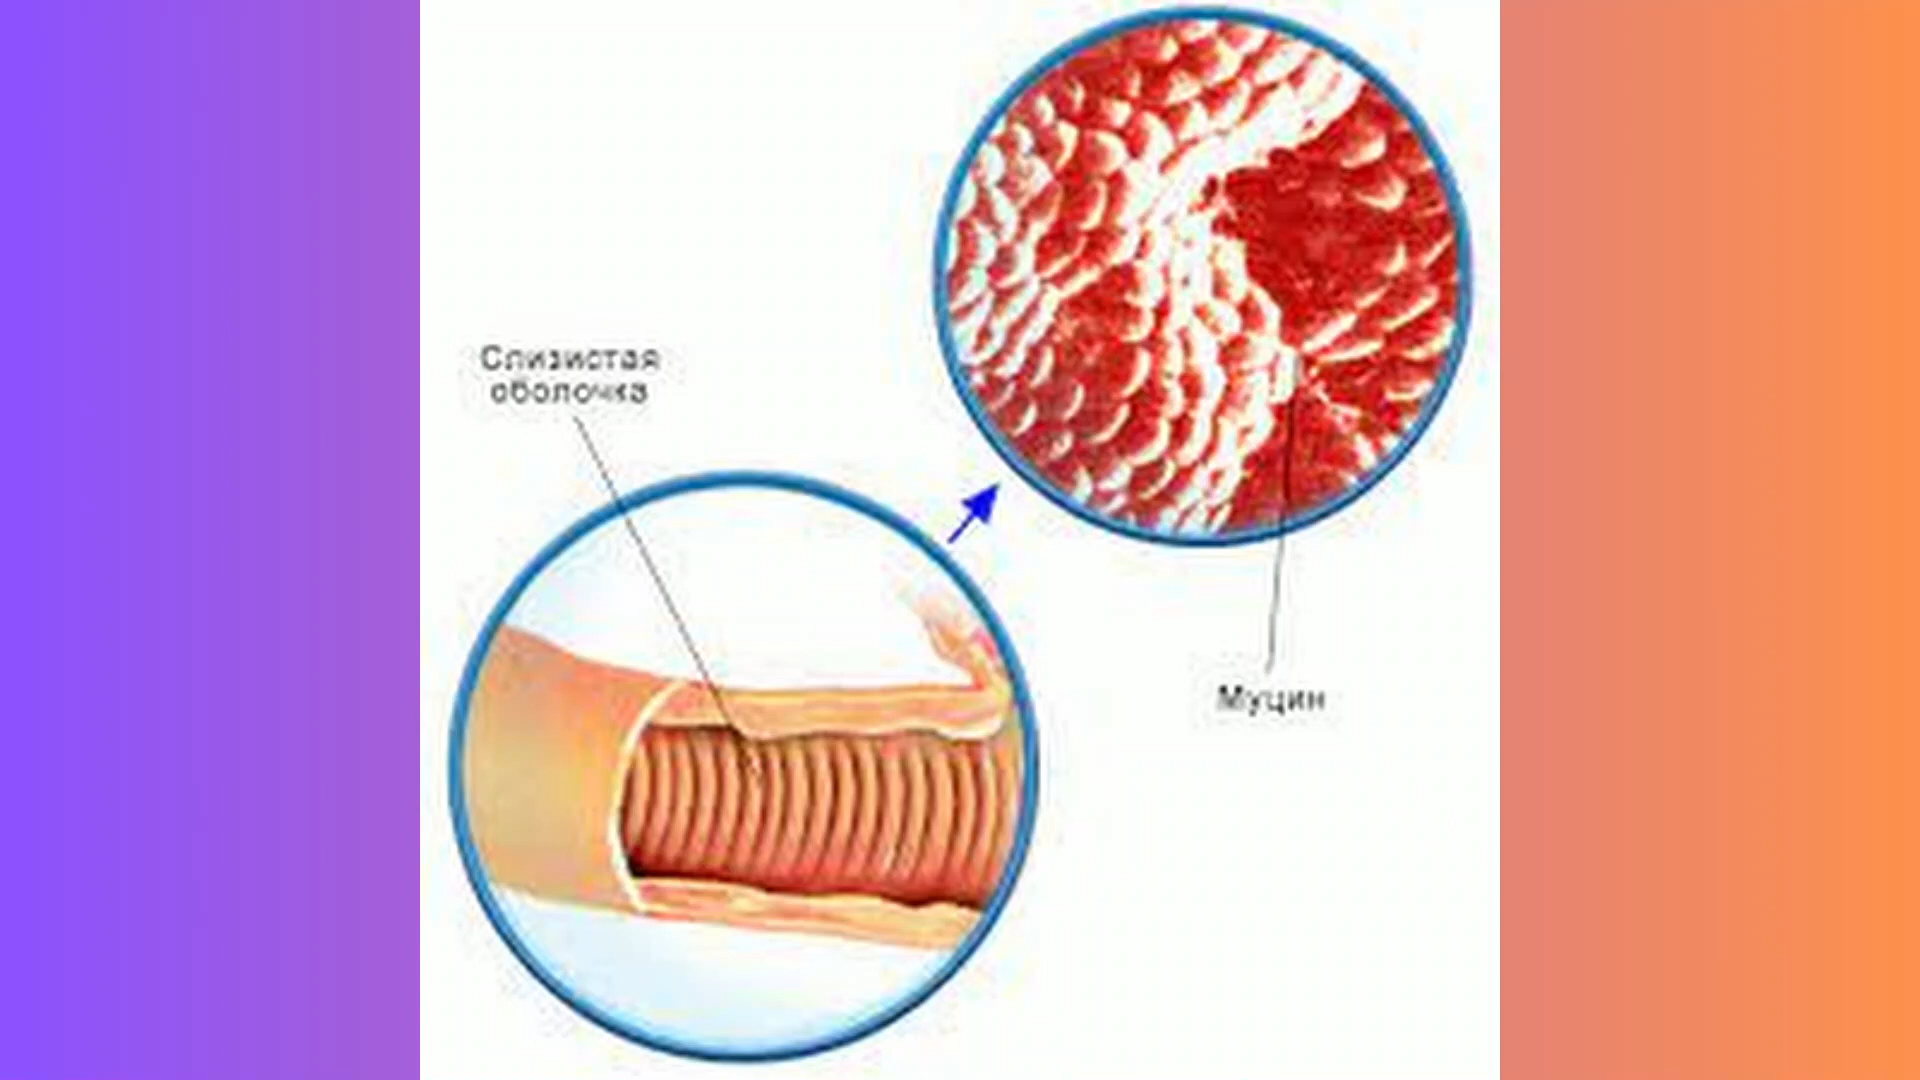 Слизистая
оболочка
Муцин